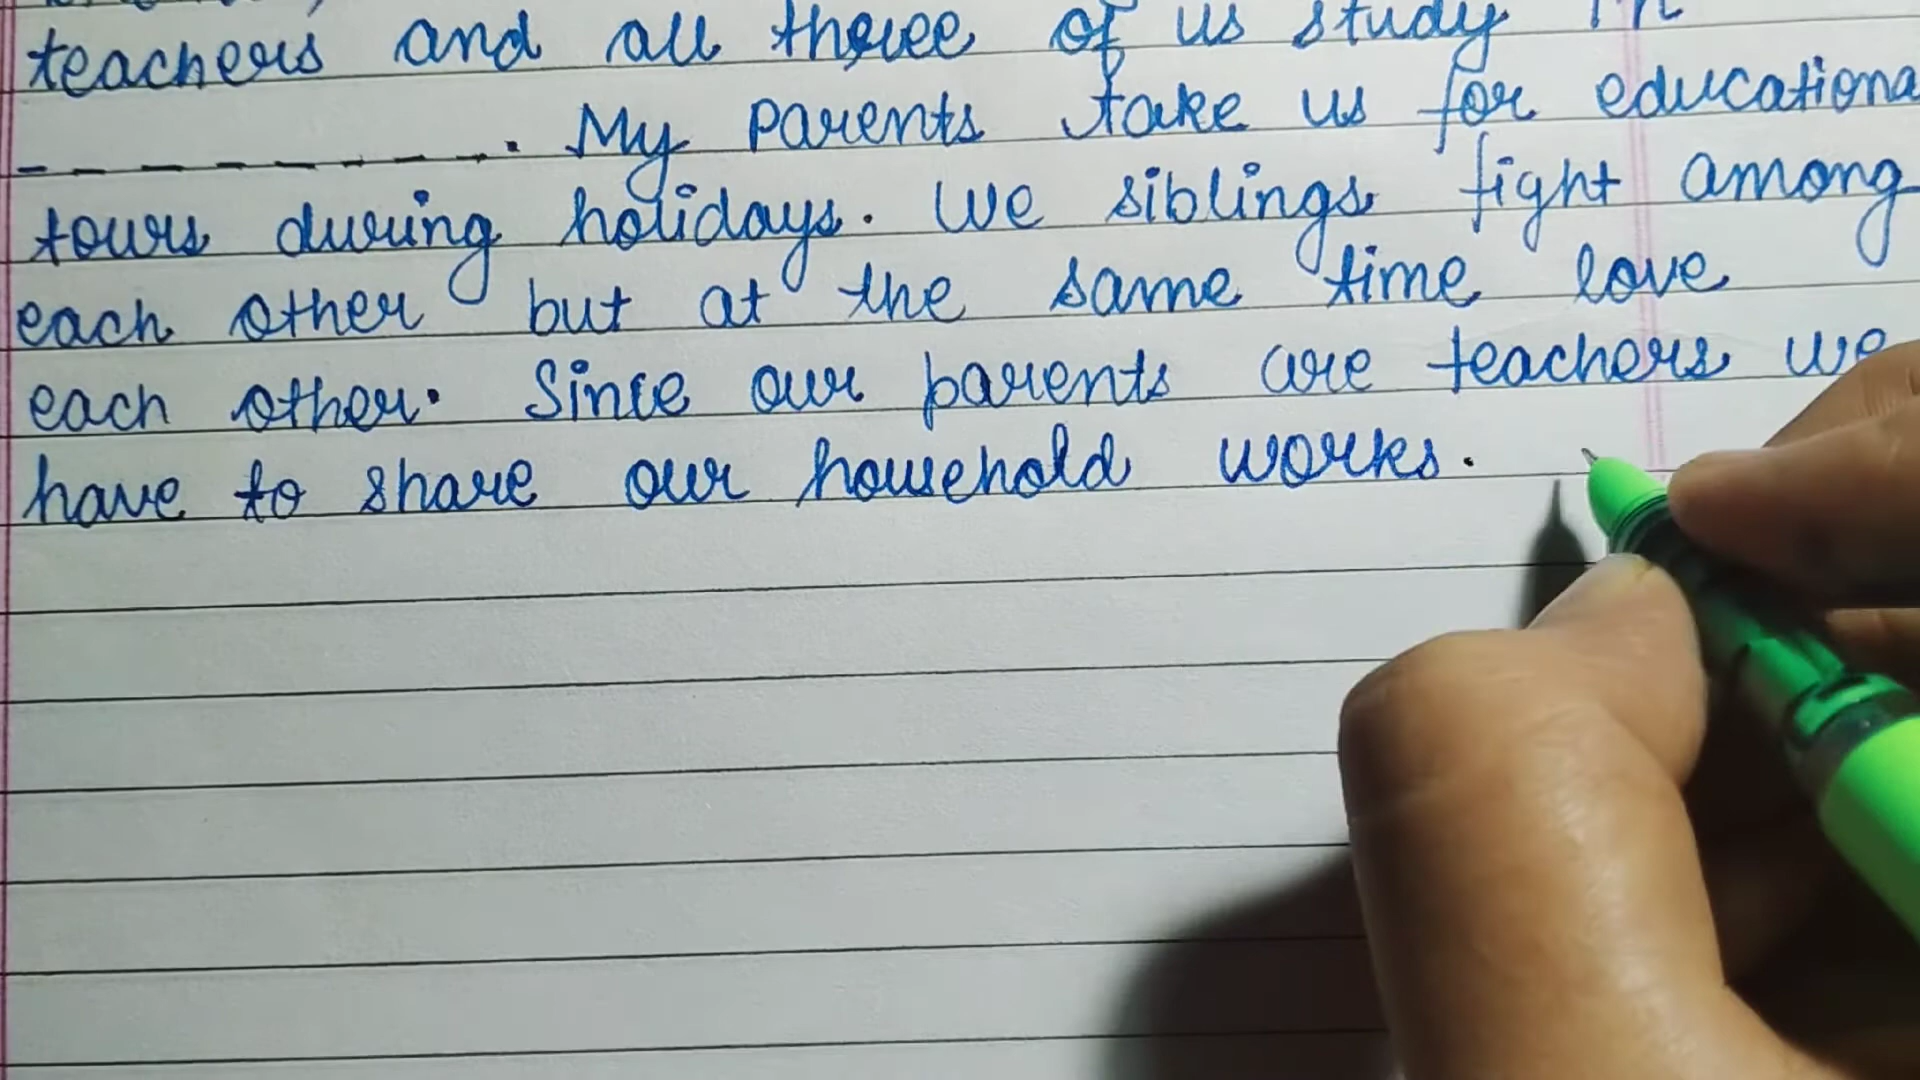 teachers and all three of us study in
_ _ _ _ _ _ _ _ _. My parents take us for educationa
tours during holidays. We siblings fight among
each other but at the same time love
each other. Since our parents are teachers we
have to share our household works.